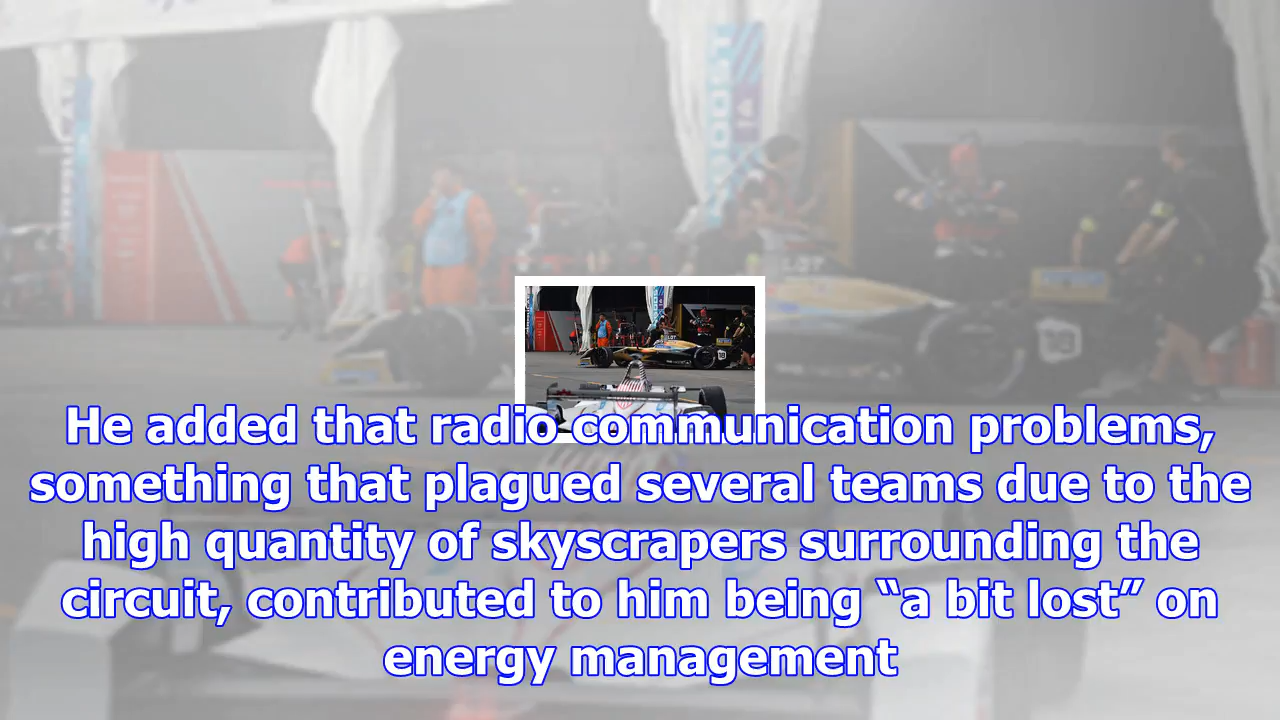 He added that radio communication problems,
something that plagued several teams due to the
high quantity of skyscrapers surrounding the
circuit, contributed to him being “a bit lost” on
energy management